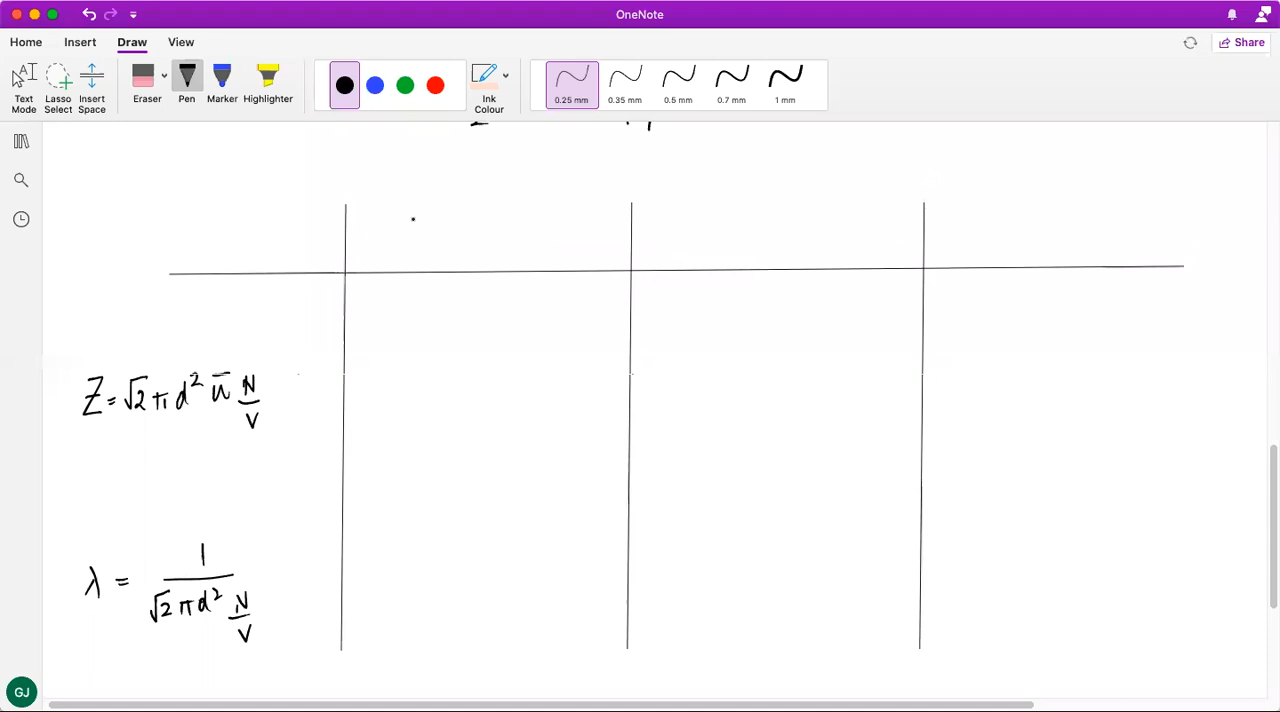 OneNote
Home Insert Draw View
Share
Text Mode
Lasso Select
Insert Space
Eraser
Pen
Marker
Highlighter
Ink Colour
0.25 mm
0.35 mm
0.5 mm
0.7 mm
1 mm
Z = √2 π d² ū N/V
λ = 1/(√2 π d² N/V)
GJ